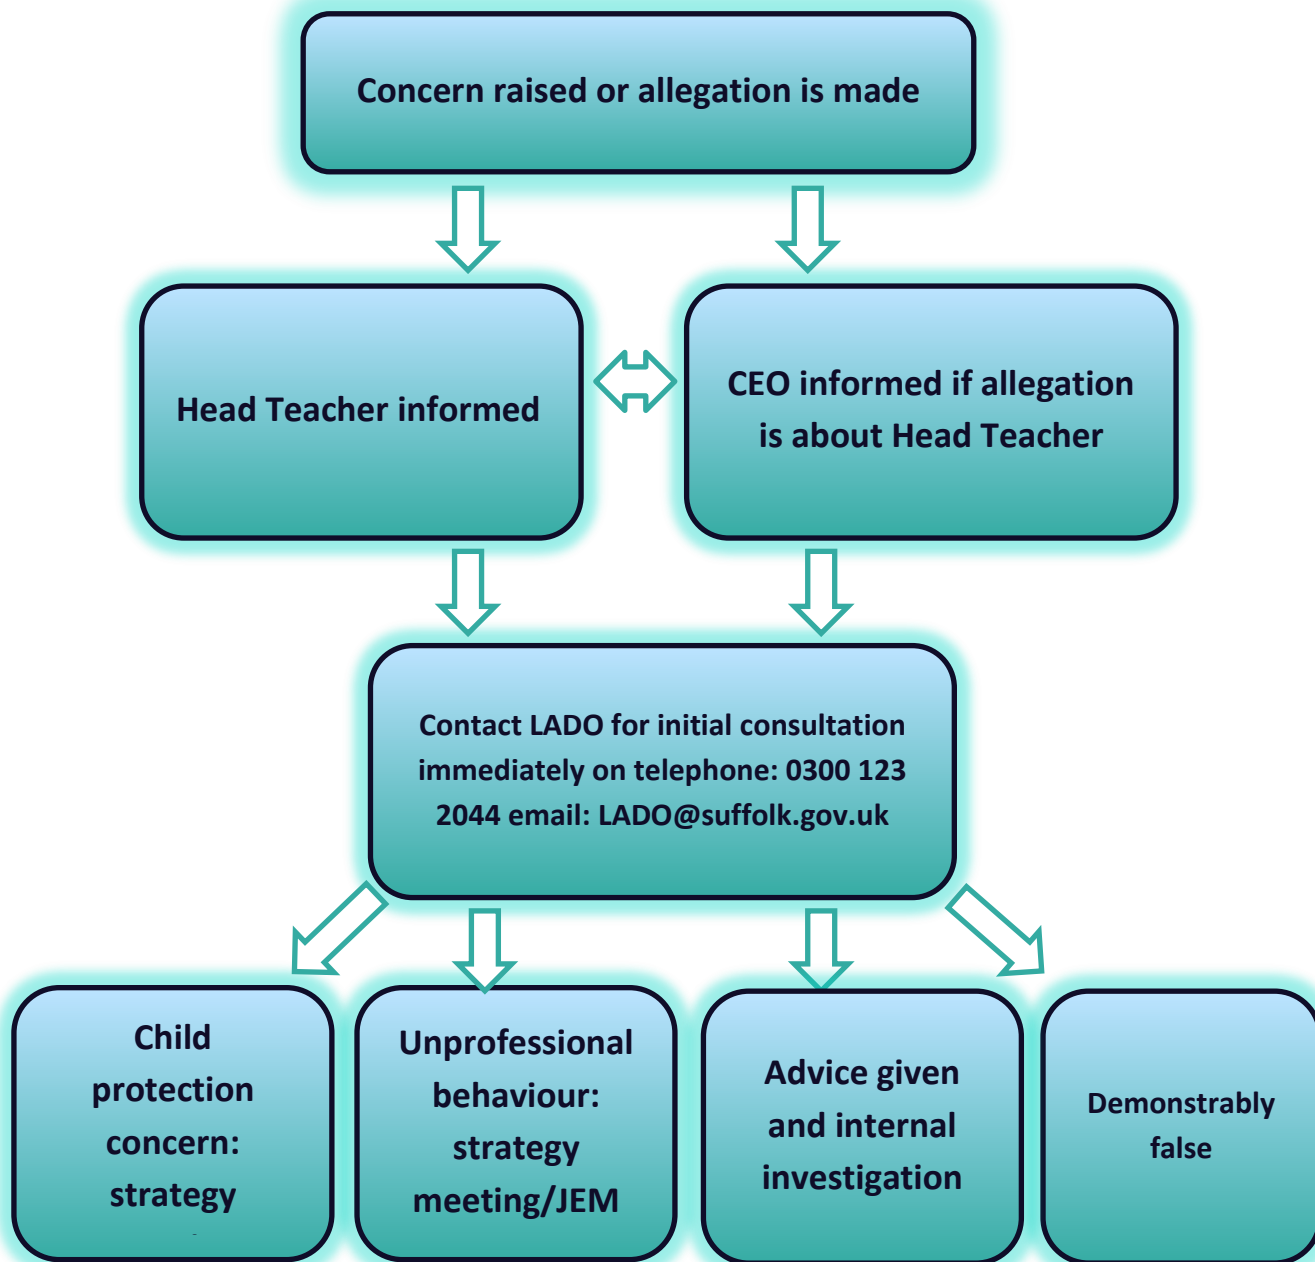 Concern raised or allegation is made
Head Teacher informed
CEO informed if allegation
is about Head Teacher
Contact LADO for initial consultation
immediately on telephone: 0300 123
2044 email: LADO@suffolk.gov.uk
Child
protection
concern:
strategy
Unprofessional
behaviour:
strategy
meeting/JEM
Advice given
and internal
investigation
Demonstrably
false